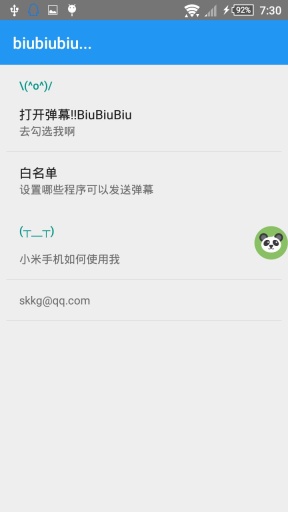 92%
7:30
biubiubiu...
\(^o^)/
打开弹幕!!BiuBiuBiu
去勾选我啊
白名单
设置哪些程序可以发送弹幕
(┬__┬)
小米手机如何使用我
skkg@qq.com